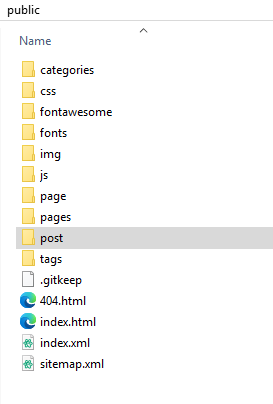 public
Name
categories
css
fontawesome
fonts
img
js
page
pages
post
tags
.gitkeep
404.html
index.html
index.xml
sitemap.xml